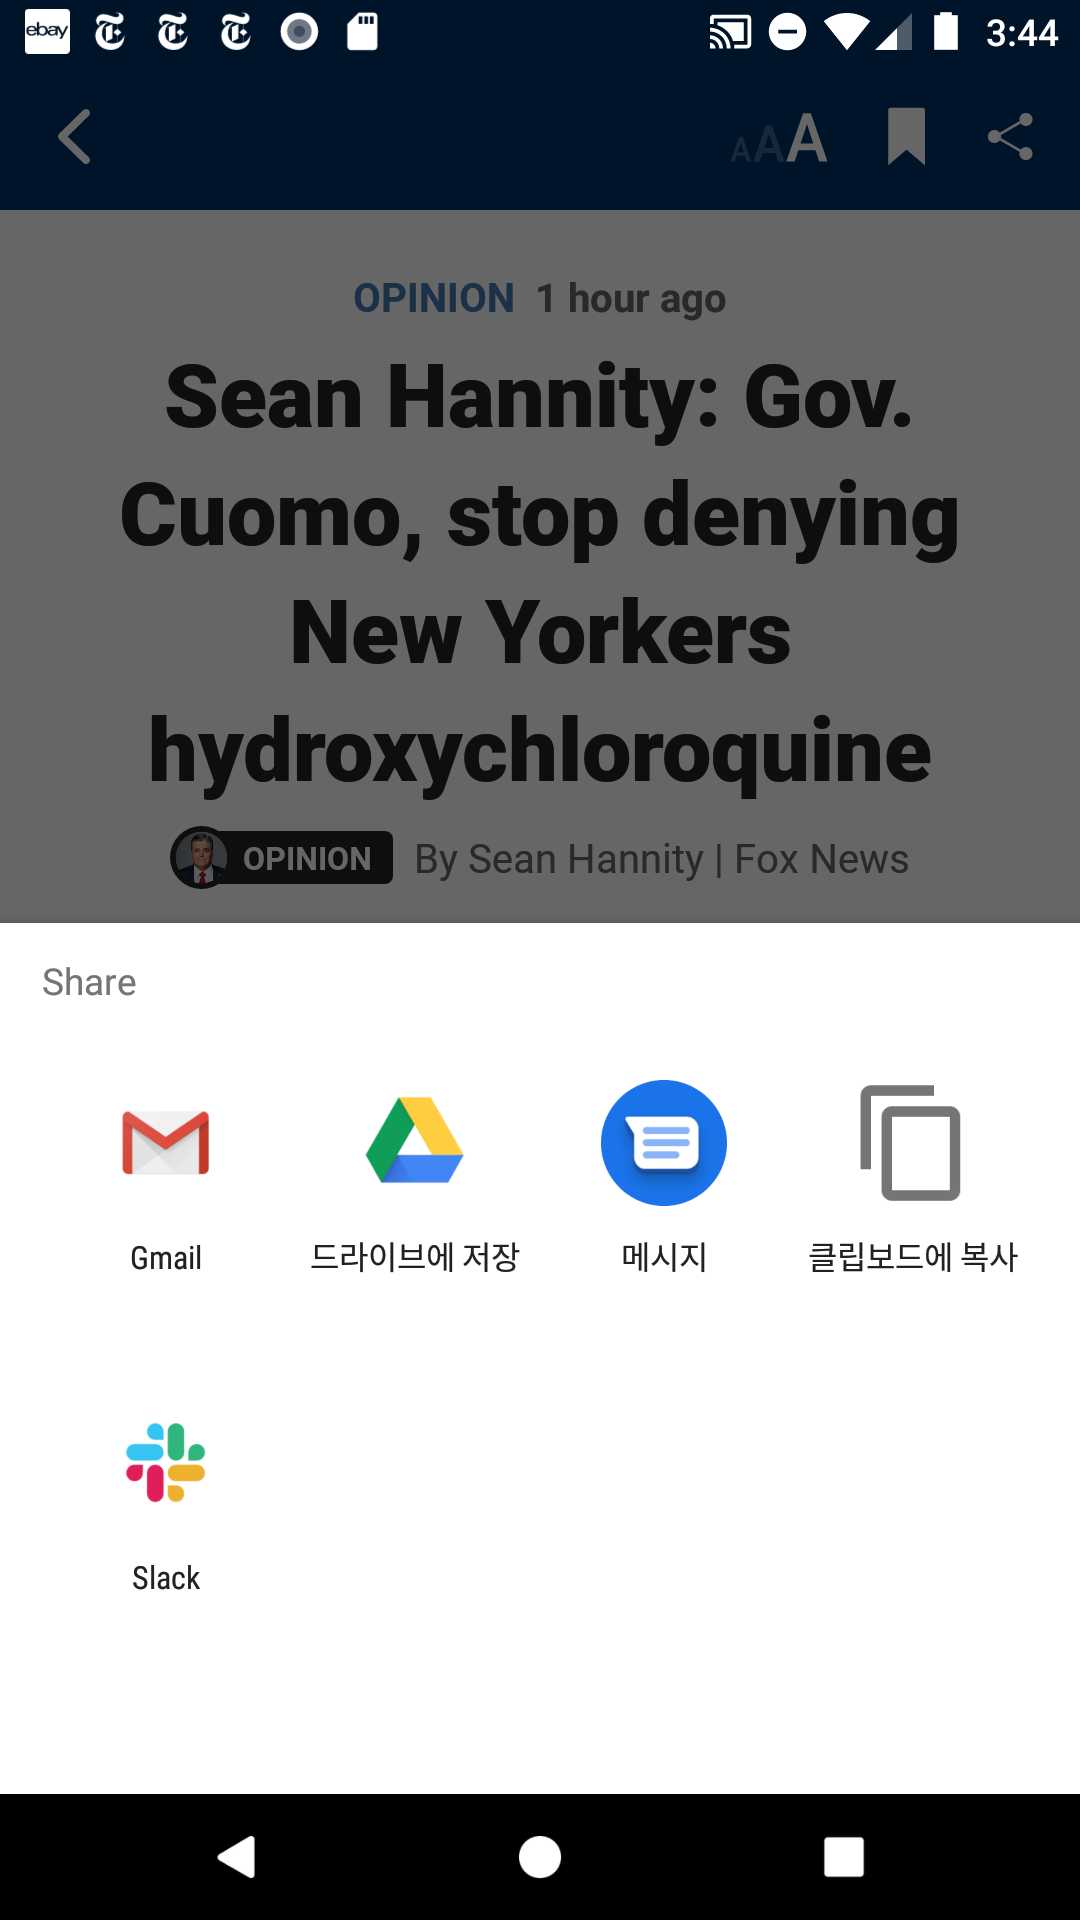 ebay
3:44
AAA
OPINION 1 hour ago
Sean Hannity: Gov.
Cuomo, stop denying
New Yorkers
hydroxychloroquine
OPINION By Sean Hannity | Fox News
Share
Gmail
드라이브에 저장
메시지
클립보드에 복사
Slack